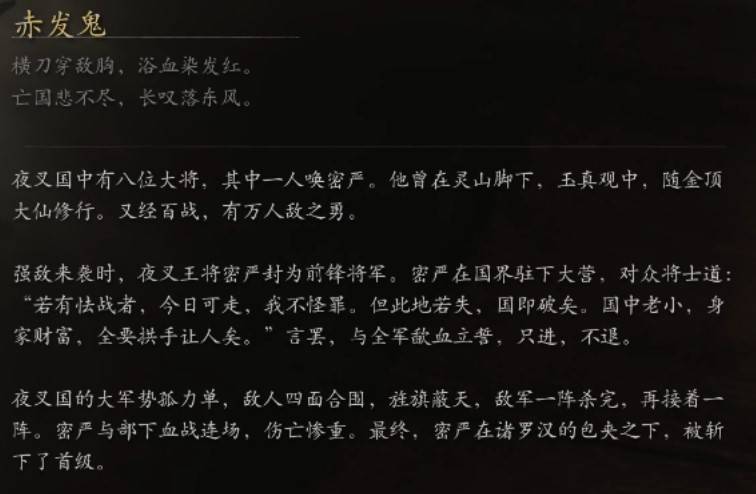 赤发鬼
横刀穿敌胸，浴血染发红。
亡国悲不尽，长叹落东风。
夜叉国中有八位大将，其中一人唤密严。他曾在灵山脚下，玉真观中，随金顶
大仙修行。又经百战，有万人敌之勇。
强敌来袭时，夜叉王将密严封为前锋将军。密严在国界驻下大营，对众将士道：
“若有怯战者，今日可走，我不怪罪。但此地若失，国即破矣。国中老小，身
家财富，全要拱手让人矣。”言罢，与全军歃血立誓，只进，不退。
夜叉国的大军势孤力单，敌人四面合围，旌旗蔽天，敌军一阵杀完，再接着一
阵。密严与部下血战连场，伤亡惨重。最终，密严在诸罗汉的包夹之下，被斩
下了首级。